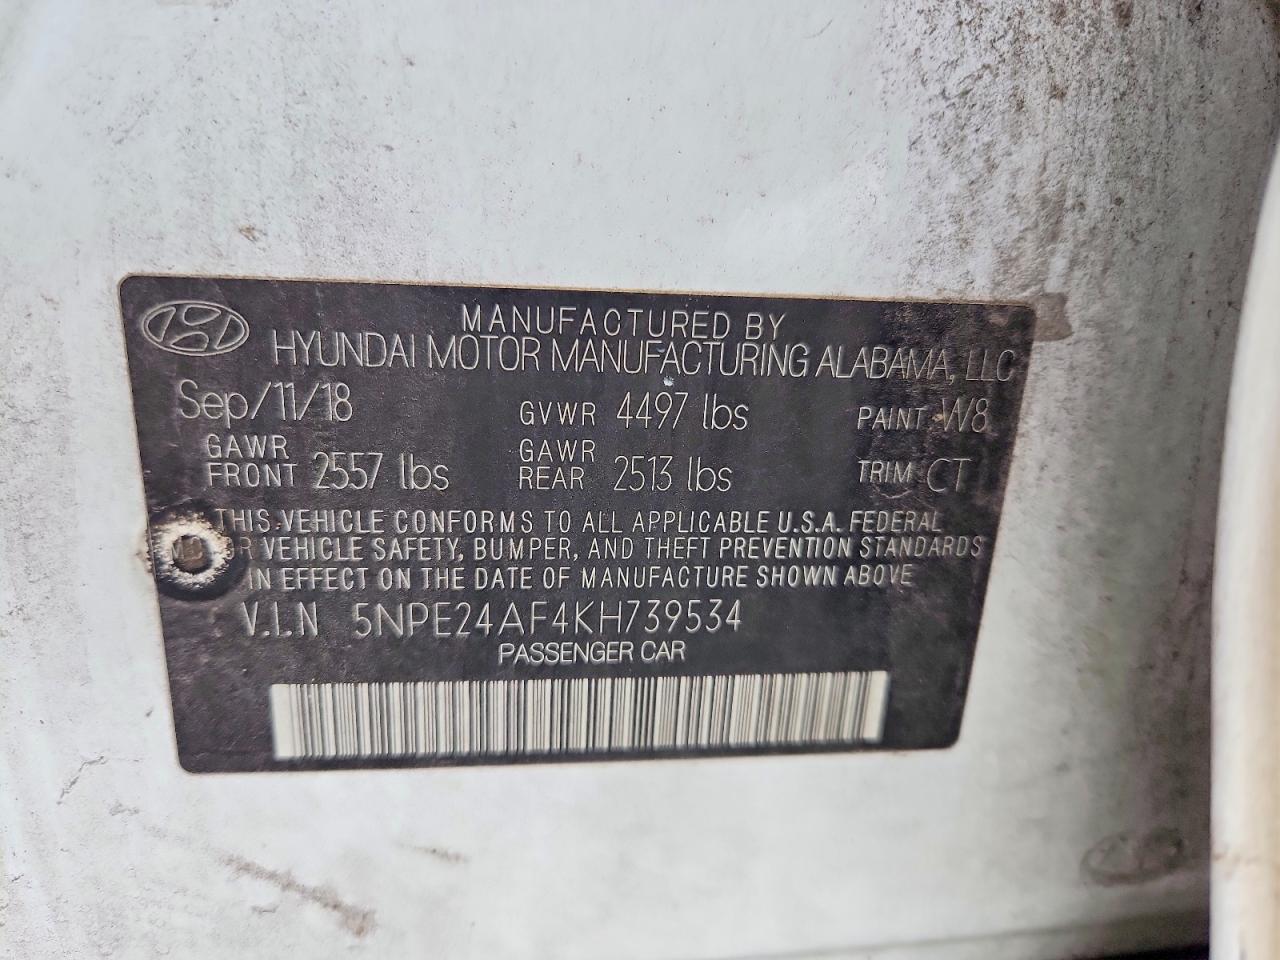 MANUFACTURED BY
HYUNDAI MOTOR MANUFACTURING ALABAMA, LLC
Sep/11/18 GVWR 4497 lbs PAINT W8
GAWR FRONT 2557 lbs GAWR REAR 2513 lbs TRIM CT
THIS VEHICLE CONFORMS TO ALL APPLICABLE U.S.A. FEDERAL
MOTOR VEHICLE SAFETY, BUMPER, AND THEFT PREVENTION STANDARDS
IN EFFECT ON THE DATE OF MANUFACTURE SHOWN ABOVE
V.I.N 5NPE24AF4KH739534
PASSENGER CAR